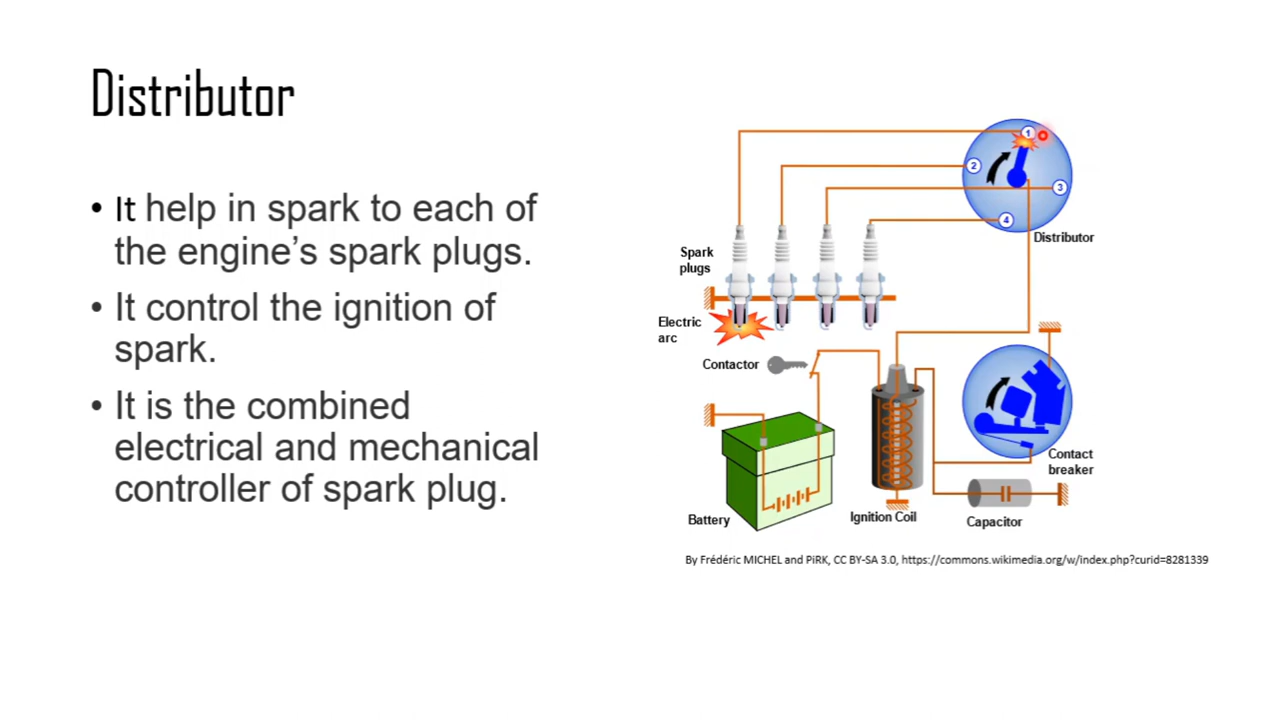 Distributor
• It help in spark to each of
the engine’s spark plugs.
• It control the ignition of
spark.
• It is the combined
electrical and mechanical
controller of spark plug.
1
2
3
4
Distributor
Spark
plugs
Electric
arc
Contactor
Contact
breaker
Battery
Ignition Coil
Capacitor
By Frédéric MICHEL and PiRK, CC BY-SA 3.0, https://commons.wikimedia.org/w/index.php?curid=8281339